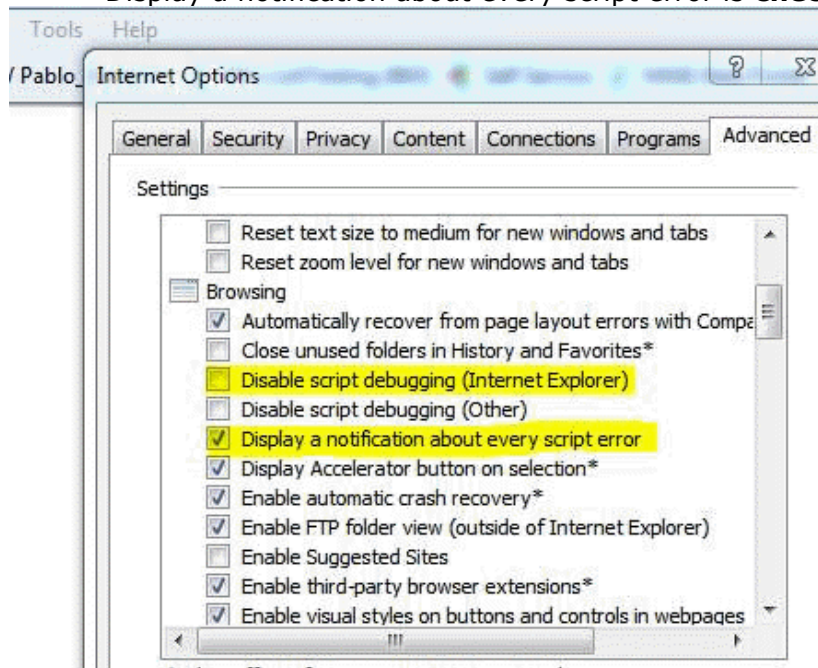 Display a notification about every script error is
Tools Help
Pablo_
Internet Options
General Security Privacy Content Connections Programs Advanced
Settings
Reset text size to medium for new windows and tabs
Reset zoom level for new windows and tabs
Browsing
Automatically recover from page layout errors with Compa
Close unused folders in History and Favorites*
Disable script debugging (Internet Explorer)
Disable script debugging (Other)
Display a notification about every script error
Display Accelerator button on selection*
Enable automatic crash recovery*
Enable FTP folder view (outside of Internet Explorer)
Enable Suggested Sites
Enable third-party browser extensions*
Enable visual styles on buttons and controls in webpages